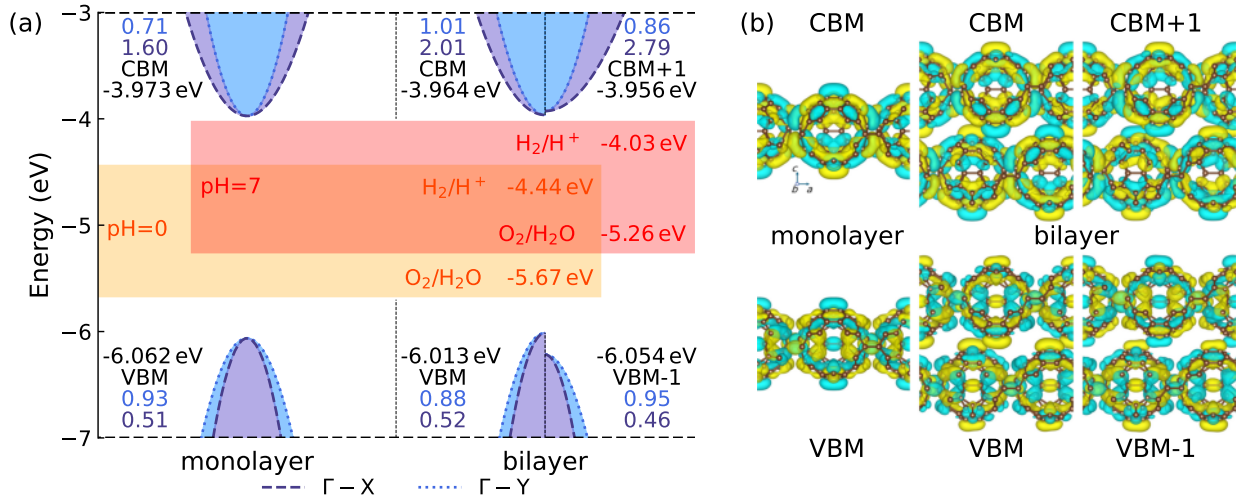 (a)
Energy (eV)
−3
−4
−5
−6
−7
0.71
1.60
CBM
-3.973 eV
1.01
2.01
CBM
-3.964 eV
0.86
2.79
CBM+1
-3.956 eV
H₂/H⁺ -4.03 eV
pH=7
H₂/H⁺ -4.44 eV
pH=0
O₂/H₂O -5.26 eV
O₂/H₂O -5.67 eV
-6.062 eV
VBM
0.93
0.51
-6.013 eV
VBM
0.88
0.52
-6.054 eV
VBM-1
0.95
0.46
monolayer
bilayer
Γ − X
Γ − Y
(b)
CBM
CBM
CBM+1
c
b
a
monolayer
bilayer
VBM
VBM
VBM-1